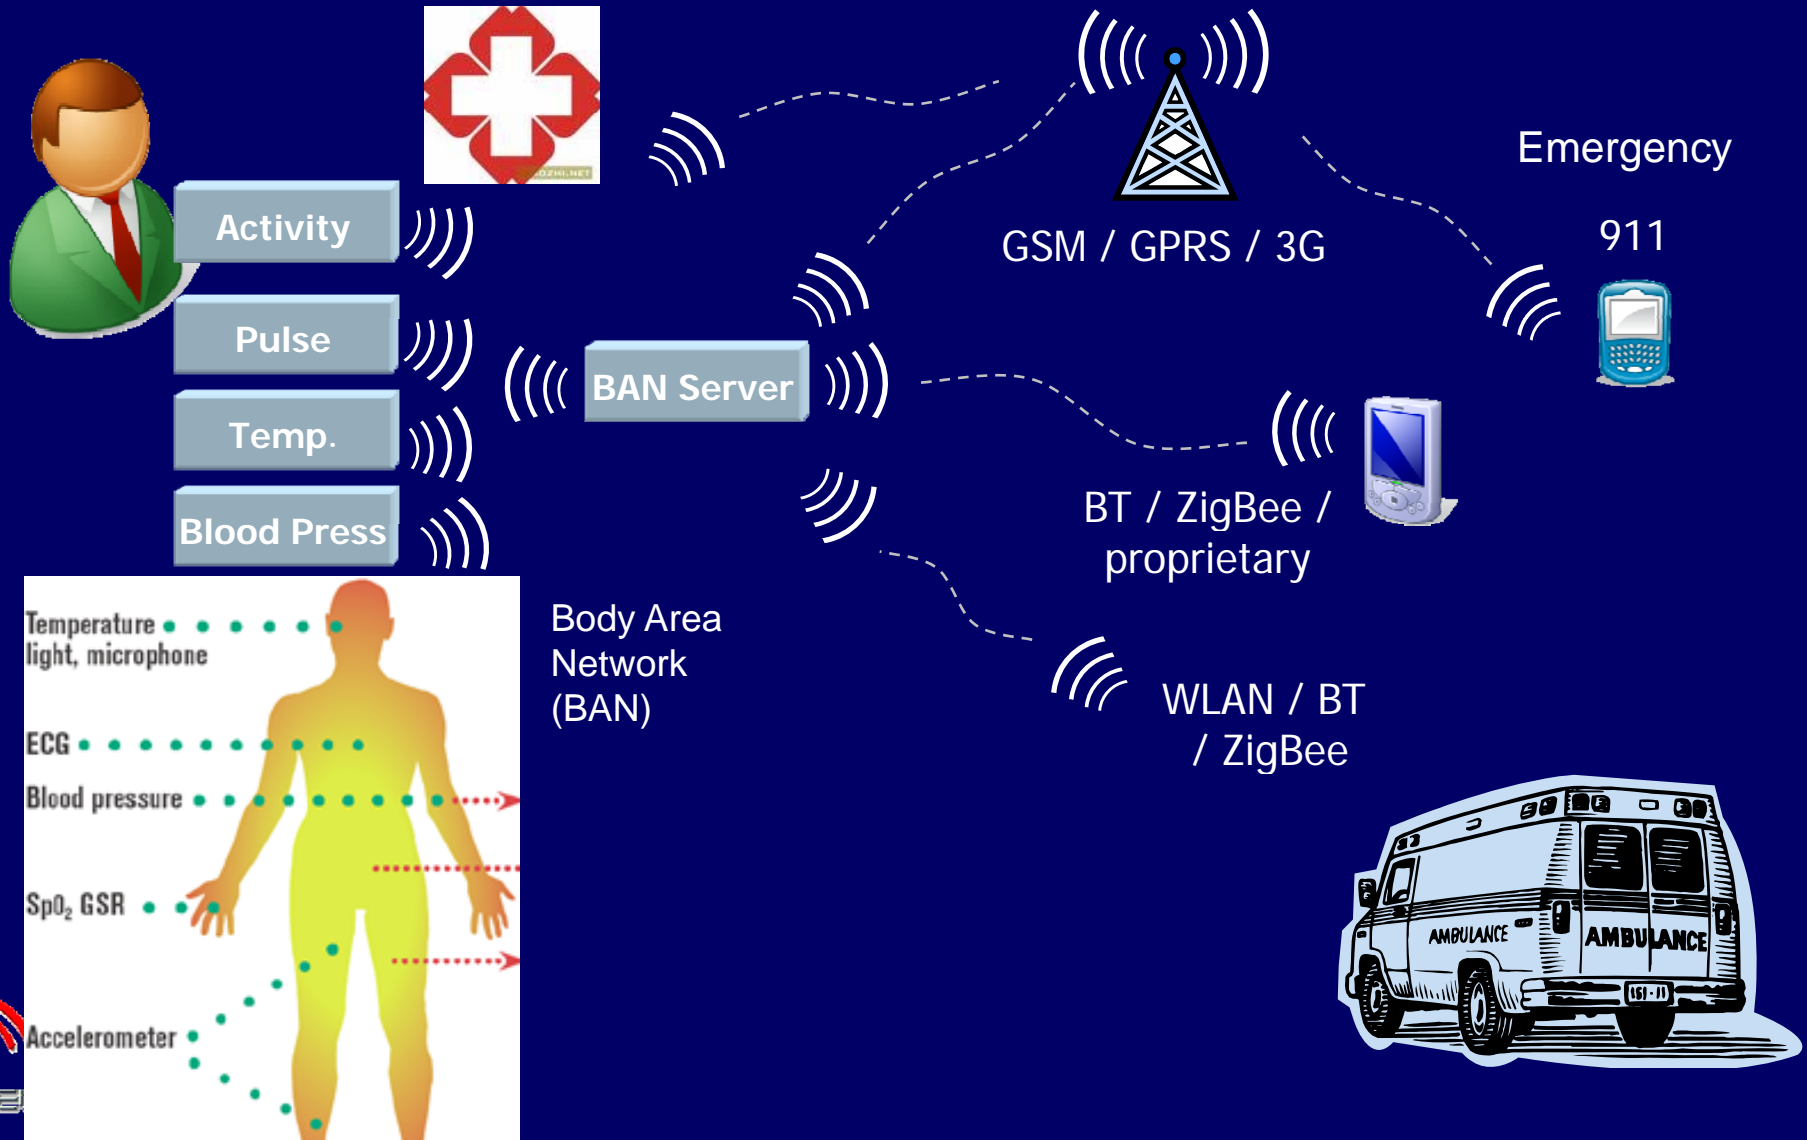 Activity
Pulse
Temp.
Blood Press
BAN Server
GSM / GPRS / 3G
Emergency
911
BT / ZigBee /
proprietary
WLAN / BT
/ ZigBee
Body Area
Network
(BAN)
Temperature
light, microphone
ECG
Blood pressure
SpO₂ GSR
Accelerometer
AMBULANCE
AMBULANCE